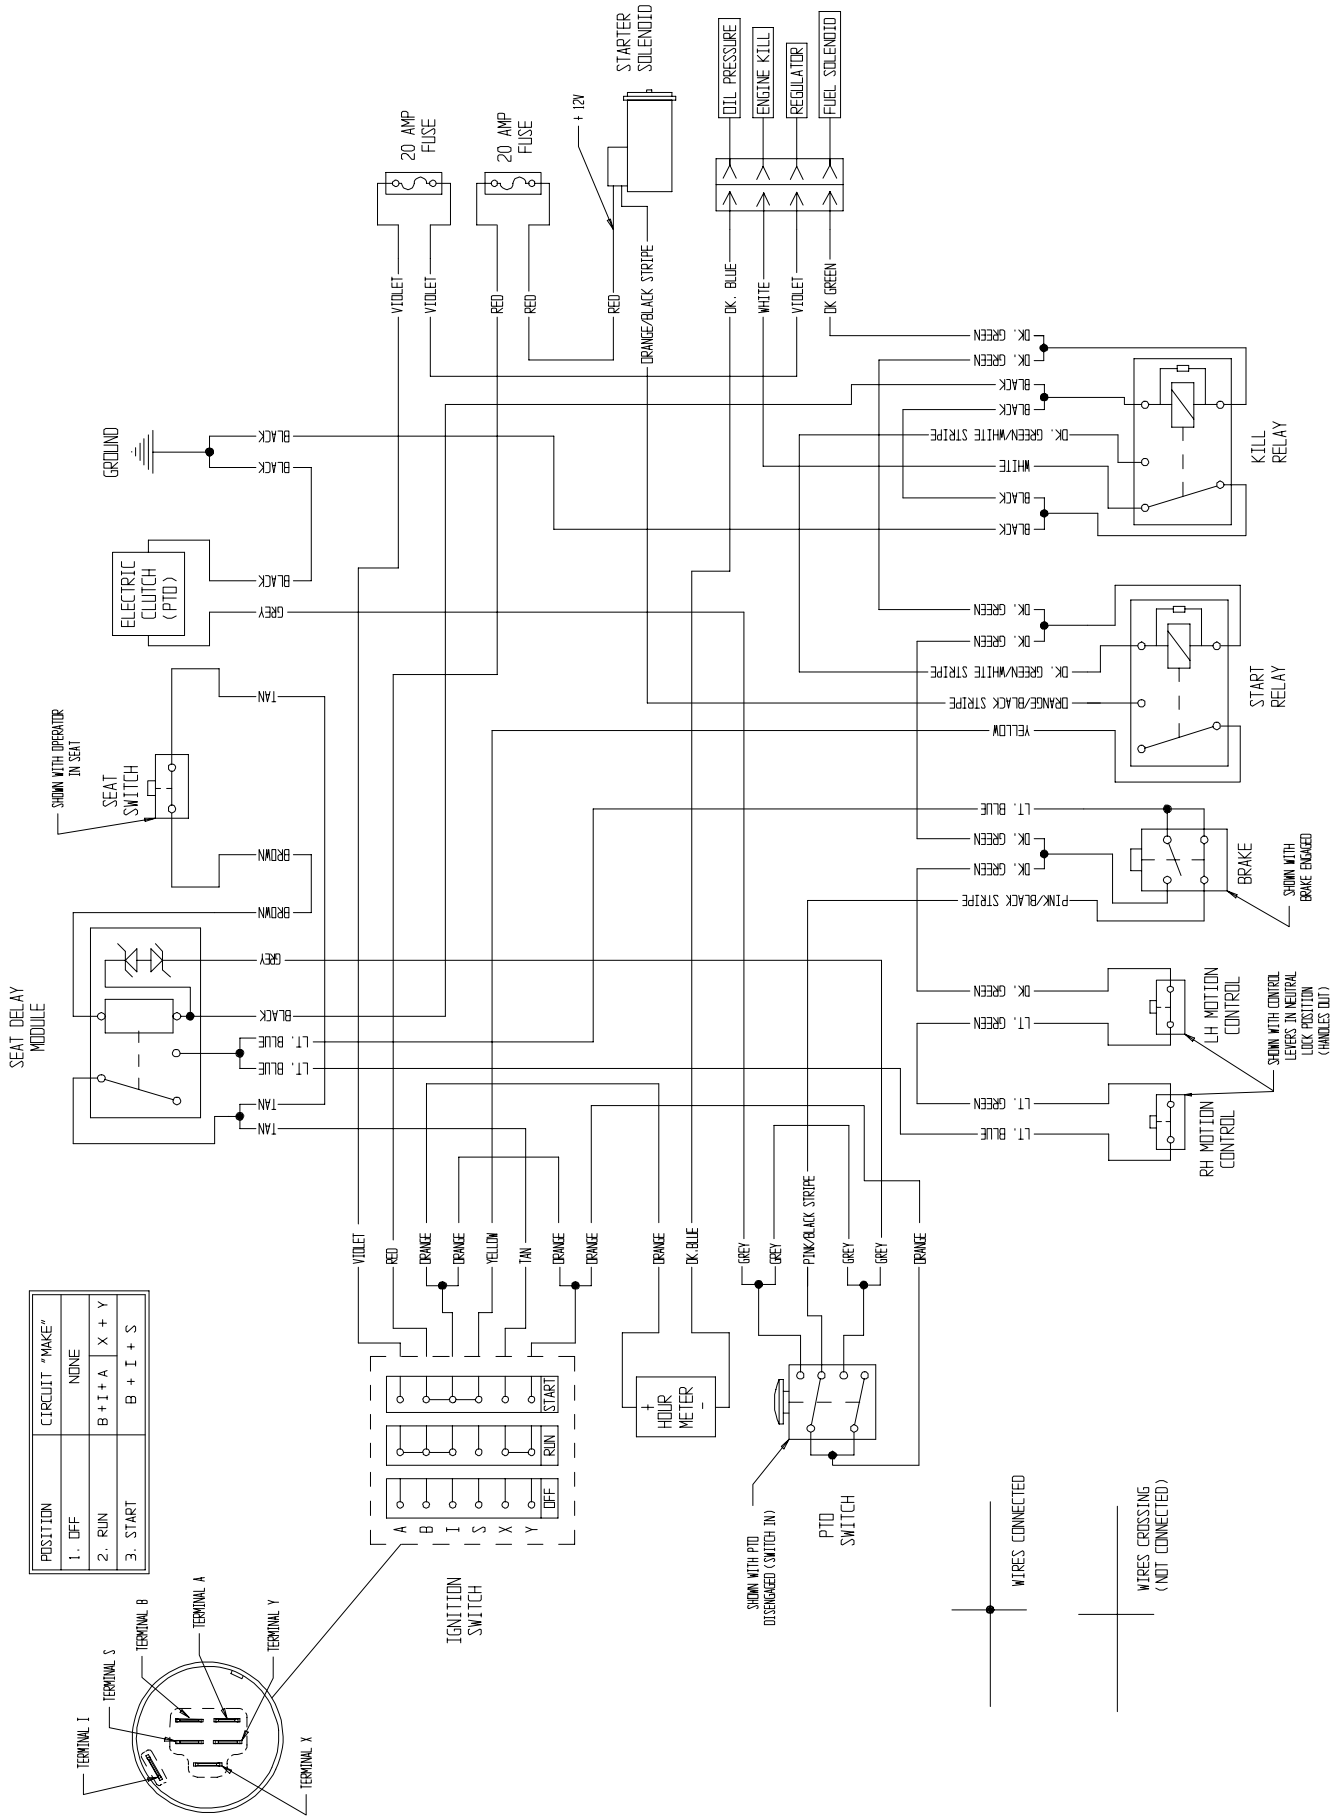 STARTER
SOLENOID
+ 12V
20 AMP
FUSE
20 AMP
FUSE
OIL PRESSURE
ENGINE KILL
REGULATOR
FUEL SOLENOID
VIOLET
VIOLET
RED
RED
RED
ORANGE/BLACK STRIPE
DK. BLUE
WHITE
VIOLET
DK GREEN
GROUND
BLACK
BLACK
ELECTRIC
CLUTCH
(PTO)
BLACK
GREY
DK. GREEN
DK. GREEN
BLACK
BLACK
DK. GREEN/WHITE STRIPE
WHITE
BLACK
BLACK
KILL
RELAY
DK. GREEN
DK. GREEN
DK. GREEN/WHITE STRIPE
ORANGE/BLACK STRIPE
YELLOW
START
RELAY
TAN
SHOWN WITH OPERATOR
IN SEAT
SEAT
SWITCH
BROWN
BROWN
SEAT DELAY
MODULE
GREY
BLACK
LT. BLUE
LT. BLUE
TAN
TAN
LT. BLUE
DK. GREEN
DK. GREEN
PINK/BLACK STRIPE
BRAKE
SHOWN WITH
BRAKE ENGAGED
DK. GREEN
LT. GREEN
LH MOTION
CONTROL
LT. GREEN
LT. BLUE
RH MOTION
CONTROL
SHOWN WITH CONTROL
LEVERS IN NEUTRAL
LOCK POSITION
(HANDLES OUT)
VIOLET
RED
ORANGE
ORANGE
YELLOW
TAN
ORANGE
ORANGE
ORANGE
DK.BLUE
GREY
GREY
PINK/BLACK STRIPE
GREY
GREY
ORANGE
POSITION CIRCUIT "MAKE"
1. OFF NONE
2. RUN B+I+A X + Y
3. START B + I + S
START
RUN
OFF
A
B
I
S
X
Y
IGNITION
SWITCH
+
HOUR
METER
-
PTO
SWITCH
SHOWN WITH PTO
DISENGAGED (SWITCH IN)
WIRES CONNECTED
WIRES CROSSING
(NOT CONNECTED)
TERMINAL I
TERMINAL S
TERMINAL B
TERMINAL A
TERMINAL Y
TERMINAL X